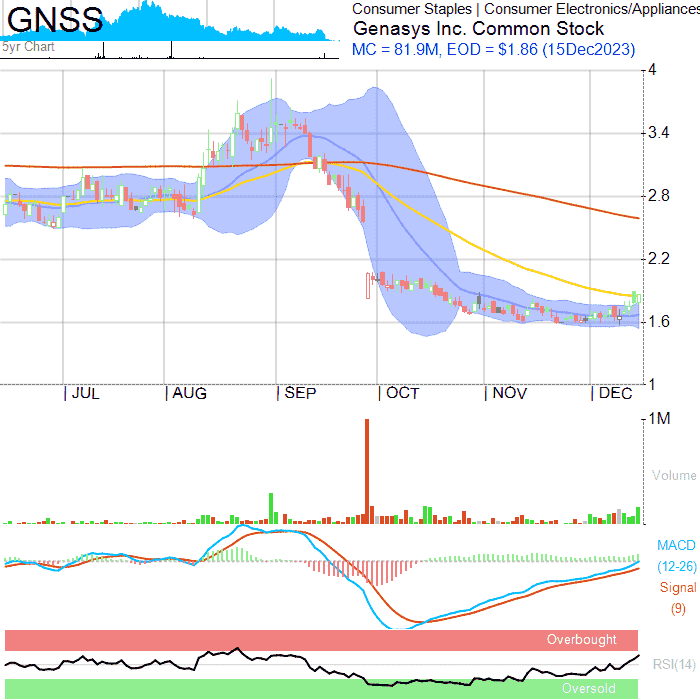 GNSS
5yr Chart
Consumer Staples | Consumer Electronics/Appliances
Genasys Inc. Common Stock
MC = 81.9M, EOD = $1.86 (15Dec2023)
4
3.4
2.8
2.2
1.6
1
JUL AUG SEP OCT NOV DEC
1M
Volume
MACD
(12-26)
Signal
(9)
Overbought
RSI(14)
Oversold